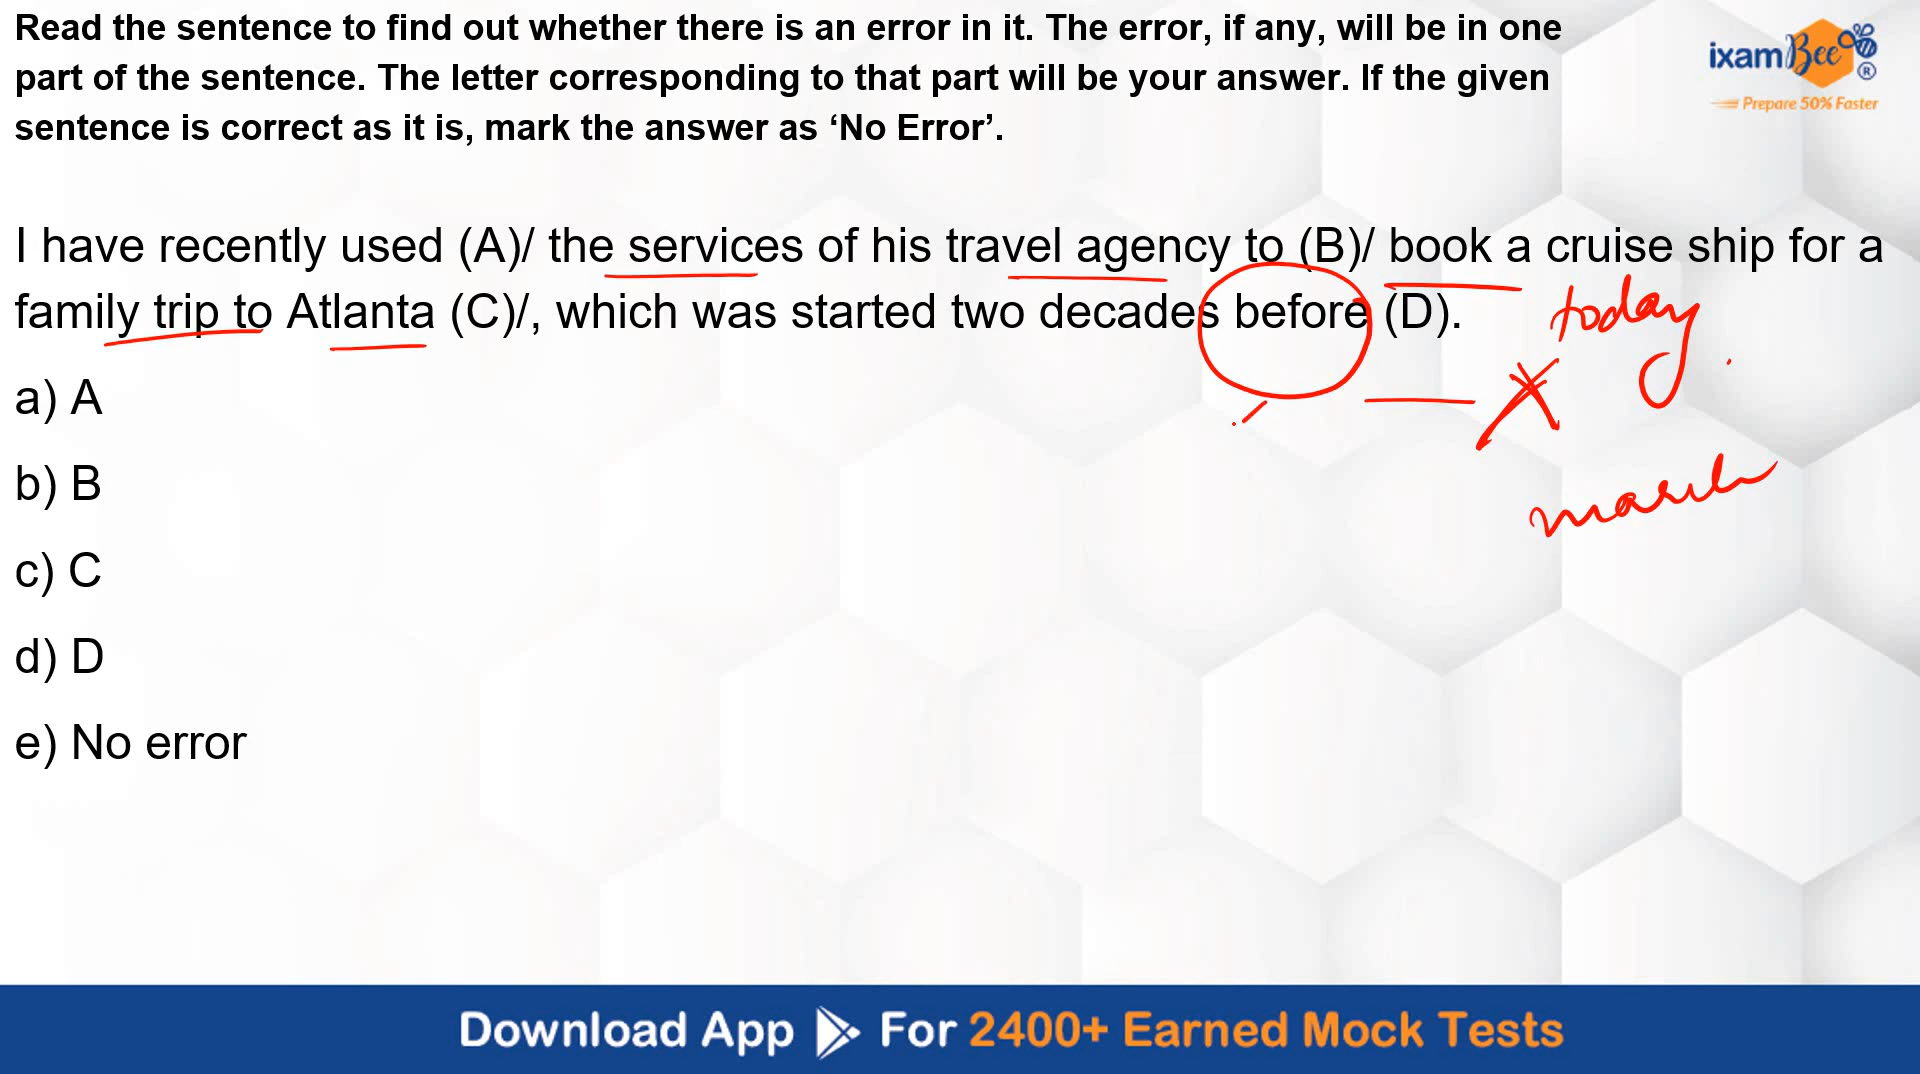 Read the sentence to find out whether there is an error in it. The error, if any, will be in one
part of the sentence. The letter corresponding to that part will be your answer. If the given
sentence is correct as it is, mark the answer as ‘No Error’.
ixamBee®
Prepare 50% Faster
I have recently used (A)/ the services of his travel agency to (B)/ book a cruise ship for a
family trip to Atlanta (C)/, which was started two decades before (D).
today
a) A
b) B
c) C
d) D
e) No error
Download App For 2400+ Earned Mock Tests